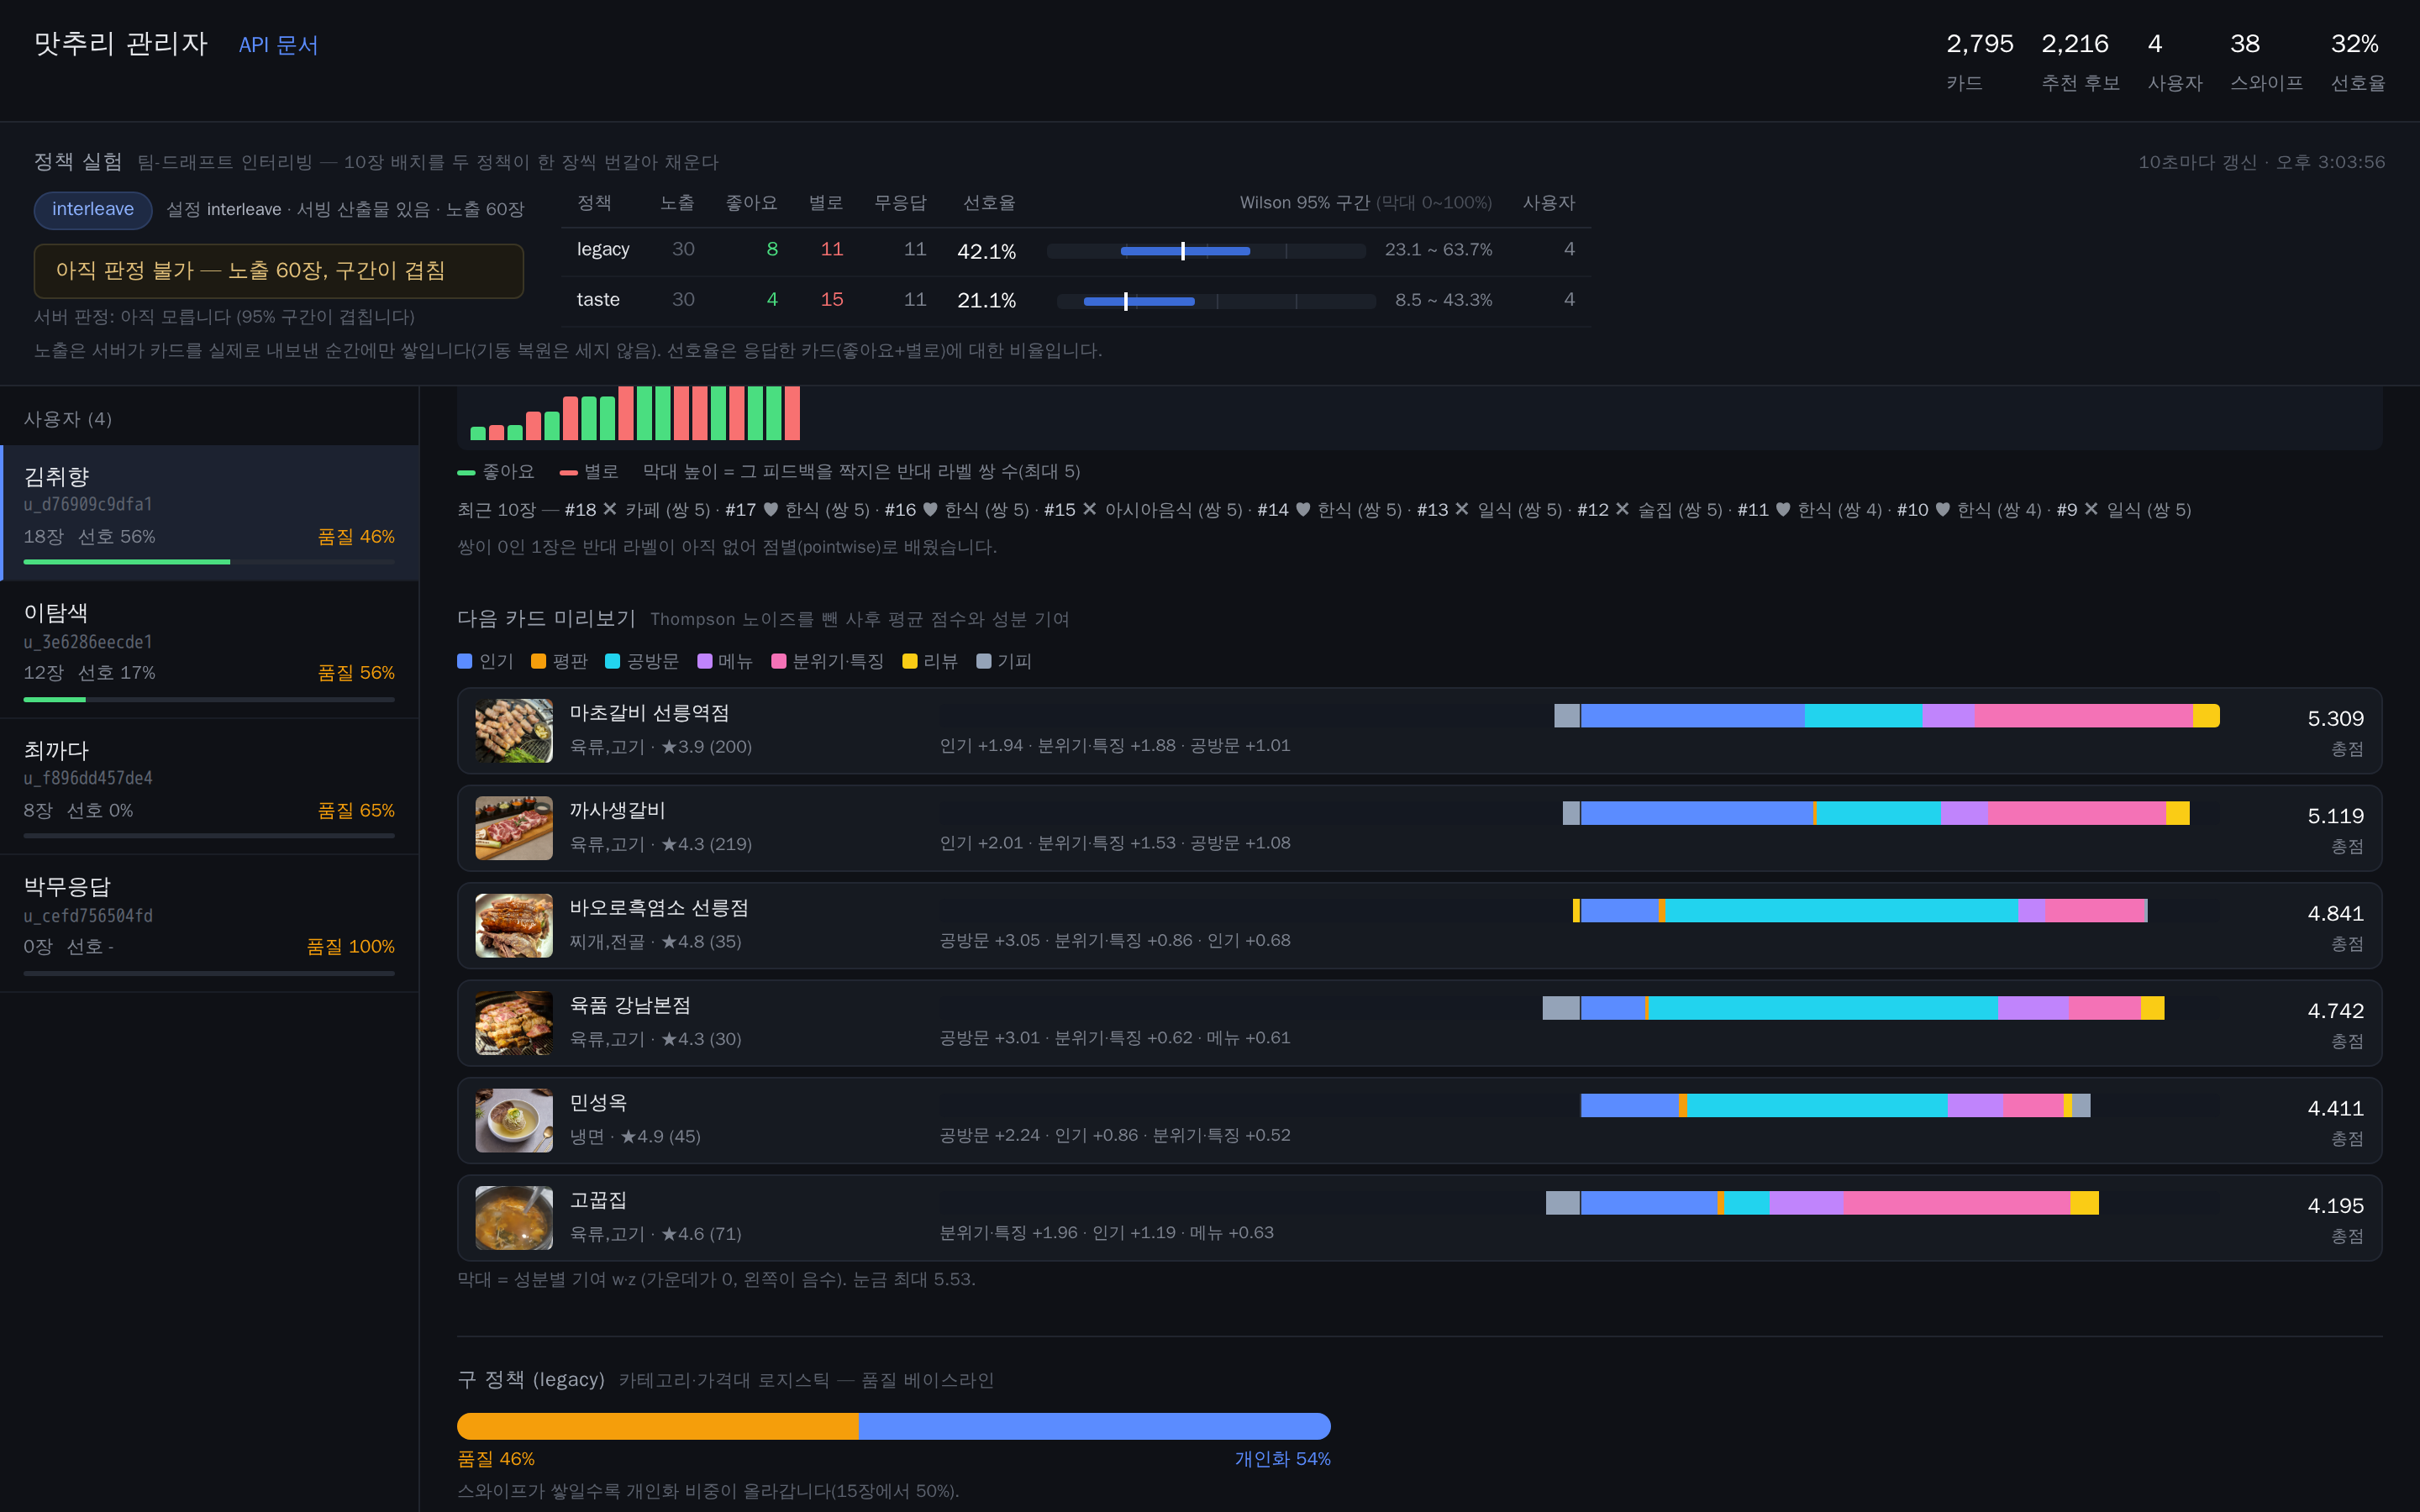 맛추리 관리자 API 문서
2,795 카드
2,216 추천 후보
4 사용자
38 스와이프
32% 선호율
정책 실험 팀-드래프트 인터리빙 — 10장 배치를 두 정책이 한 장씩 번갈아 채운다
10초마다 갱신 · 오후 3:03:56
interleave 설정 interleave · 서빙 산출물 있음 · 노출 60장
아직 판정 불가 — 노출 60장, 구간이 겹침
서버 판정: 아직 모릅니다 (95% 구간이 겹칩니다)
정책 노출 좋아요 별로 무응답 선호율 Wilson 95% 구간 (막대 0~100%) 사용자
legacy 30 8 11 11 42.1% 23.1 ~ 63.7% 4
taste 30 4 15 11 21.1% 8.5 ~ 43.3% 4
노출은 서버가 카드를 실제로 내보낸 순간에만 쌓입니다(기동 복원은 세지 않음). 선호율은 응답한 카드(좋아요+별로)에 대한 비율입니다.
사용자 (4)
김취향
u_d76909c9dfa1
18장 선호 56% 품질 46%
이탐색
u_3e6286eecde1
12장 선호 17% 품질 56%
최까다
u_f896dd457de4
8장 선호 0% 품질 65%
박무응답
u_cefd756504fd
0장 선호 - 품질 100%
좋아요 별로 막대 높이 = 그 피드백을 짝지은 반대 라벨 쌍 수(최대 5)
최근 10장 — #18 ✕ 카페 (쌍 5) · #17 ♥ 한식 (쌍 5) · #16 ♥ 한식 (쌍 5) · #15 ✕ 아시아음식 (쌍 5) · #14 ♥ 한식 (쌍 5) · #13 ✕ 일식 (쌍 5) · #12 ✕ 술집 (쌍 5) · #11 ♥ 한식 (쌍 4) · #10 ♥ 한식 (쌍 4) · #9 ✕ 일식 (쌍 5)
쌍이 0인 1장은 반대 라벨이 아직 없어 점별(pointwise)로 배웠습니다.
다음 카드 미리보기 Thompson 노이즈를 뺀 사후 평균 점수와 성분 기여
인기 평판 공방문 메뉴 분위기·특징 리뷰 기피
마초갈비 선릉역점
육류,고기 · ★3.9 (200)
인기 +1.94 · 분위기·특징 +1.88 · 공방문 +1.01
5.309
총점
까사생갈비
육류,고기 · ★4.3 (219)
인기 +2.01 · 분위기·특징 +1.53 · 공방문 +1.08
5.119
총점
바오로흑염소 선릉점
찌개,전골 · ★4.8 (35)
공방문 +3.05 · 분위기·특징 +0.86 · 인기 +0.68
4.841
총점
육품 강남본점
육류,고기 · ★4.3 (30)
공방문 +3.01 · 분위기·특징 +0.62 · 메뉴 +0.61
4.742
총점
민성옥
냉면 · ★4.9 (45)
공방문 +2.24 · 인기 +0.86 · 분위기·특징 +0.52
4.411
총점
고꿉집
육류,고기 · ★4.6 (71)
분위기·특징 +1.96 · 인기 +1.19 · 메뉴 +0.63
4.195
총점
막대 = 성분별 기여 w·z (가운데가 0, 왼쪽이 음수). 눈금 최대 5.53.
구 정책 (legacy) 카테고리·가격대 로지스틱 — 품질 베이스라인
품질 46% 개인화 54%
스와이프가 쌓일수록 개인화 비중이 올라갑니다(15장에서 50%).